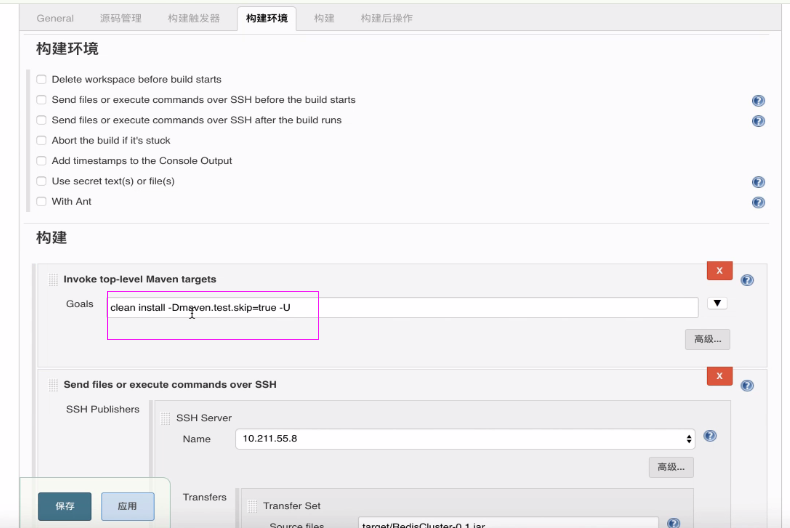 General 源码管理 构建触发器 构建环境 构建 构建后操作
构建环境
Delete workspace before build starts
Send files or execute commands over SSH before the build starts
Send files or execute commands over SSH after the build runs
Abort the build if it's stuck
Add timestamps to the Console Output
Use secret text(s) or file(s)
With Ant
构建
X
Invoke top-level Maven targets
Goals clean install -Dmaven.test.skip=true -U
高级...
X
Send files or execute commands over SSH
SSH Publishers
SSH Server
Name 10.211.55.8
高级...
Transfers
Transfer Set
保存 应用
Source files target/RedisCluster-0.1.jar